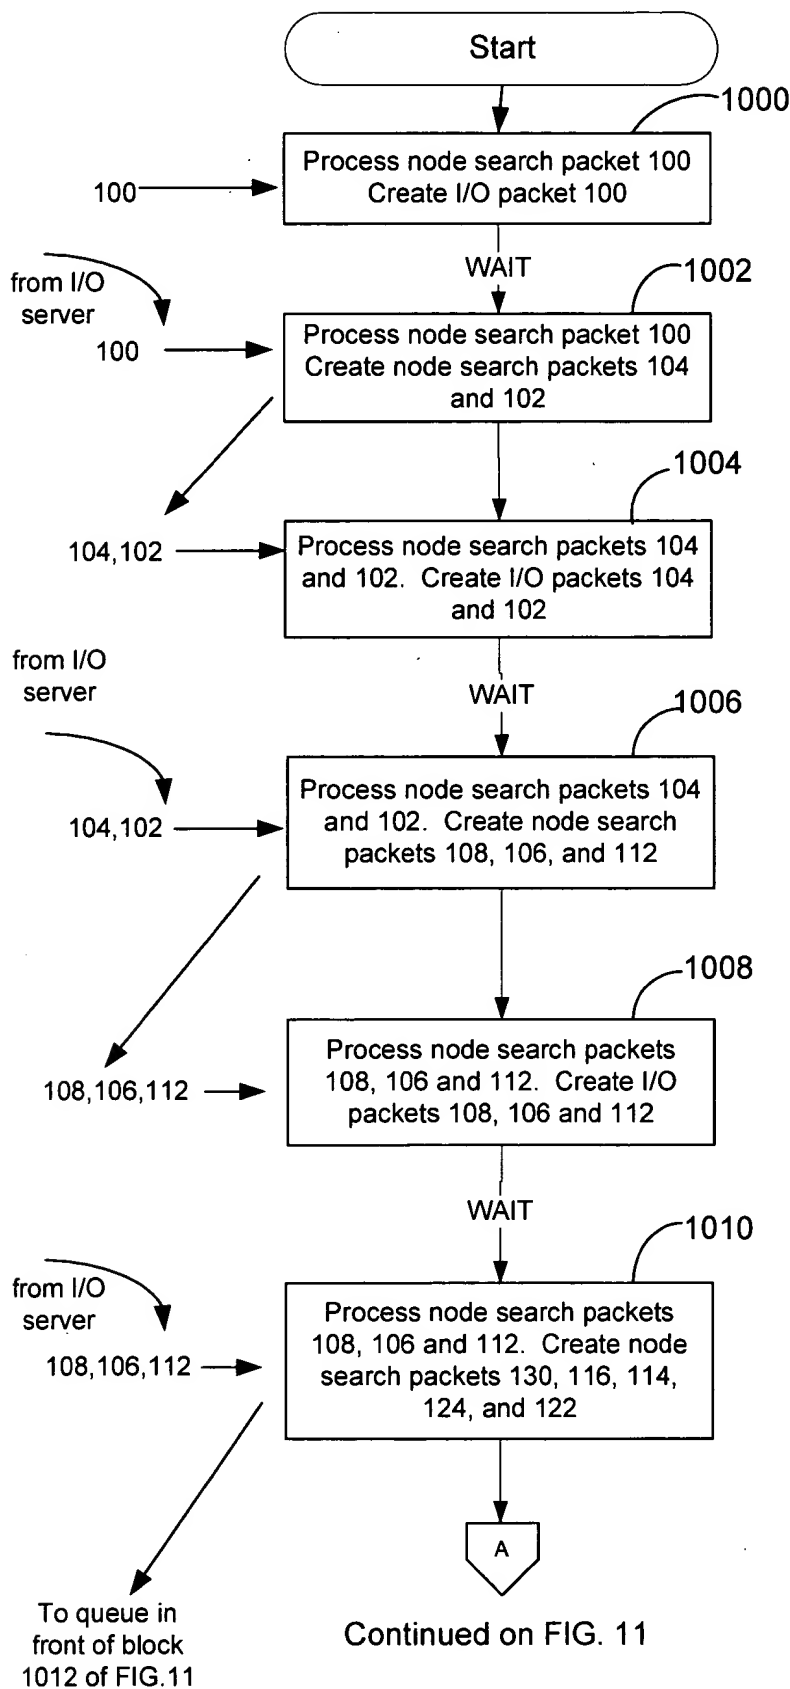 Start
1000
Process node search packet 100
Create I/O packet 100
100
WAIT
1002
from I/O
server
100
Process node search packet 100
Create node search packets 104
and 102
1004
104,102
Process node search packets 104
and 102. Create I/O packets 104
and 102
from I/O
server
WAIT
1006
104,102
Process node search packets 104
and 102. Create node search
packets 108, 106, and 112
1008
108,106,112
Process node search packets
108, 106 and 112. Create I/O
packets 108, 106 and 112
WAIT
1010
from I/O
server
108,106,112
Process node search packets
108, 106 and 112. Create node
search packets 130, 116, 114,
124, and 122
A
To queue in
front of block
1012 of FIG.11
Continued on FIG. 11